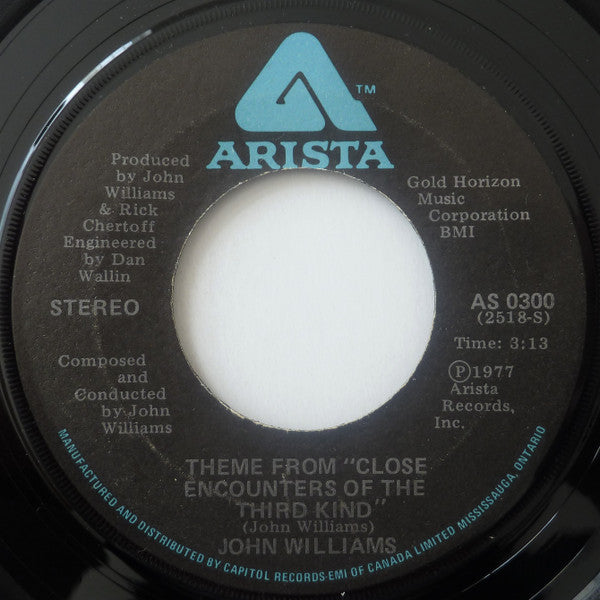 TM
ARISTA
Produced
by John
Williams
& Rick
Chertoff
Engineered
by Dan
Wallin
Gold Horizon
Music
Corporation
BMI
STEREO
AS 0300
(2518-S)
Time: 3:13
Ⓟ1977
Arista
Records,
Inc.
Composed
and
Conducted
by John
Williams
THEME FROM "CLOSE
ENCOUNTERS OF THE
THIRD KIND"
(John Williams)
JOHN WILLIAMS
MANUFACTURED AND DISTRIBUTED BY CAPITOL RECORDS-EMI OF CANADA LIMITED MISSISSAUGA, ONTARIO